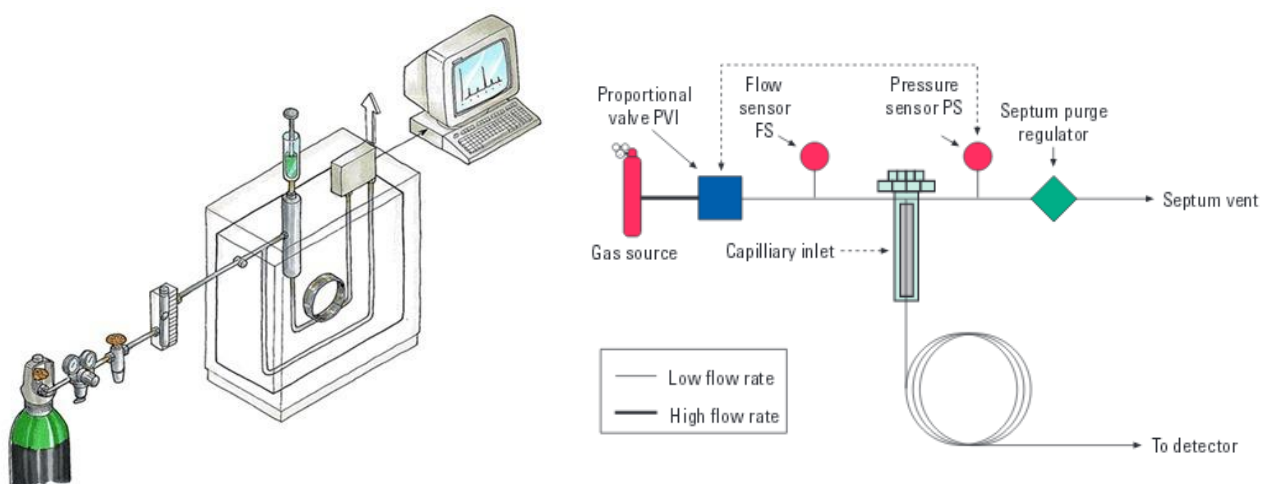 Proportional
valve PVI
Flow
sensor
FS
Pressure
sensor PS
Septum purge
regulator
Gas source
Capilliary inlet
Septum vent
Low flow rate
High flow rate
To detector